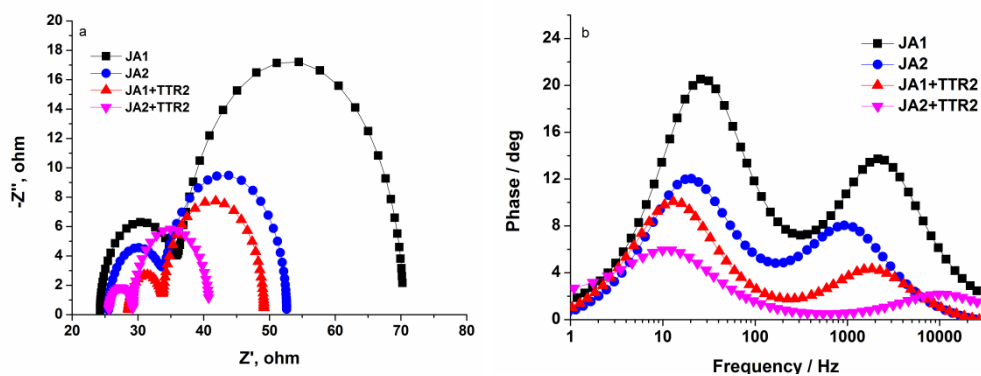 a
JA1
JA2
JA1+TTR2
JA2+TTR2
-Z'', ohm
20
18
16
14
12
10
8
6
4
2
0
20 30 40 50 60 70 80
Z', ohm
b
JA1
JA2
JA1+TTR2
JA2+TTR2
Phase / deg
24
20
16
12
8
4
0
1 10 100 1000 10000
Frequency / Hz